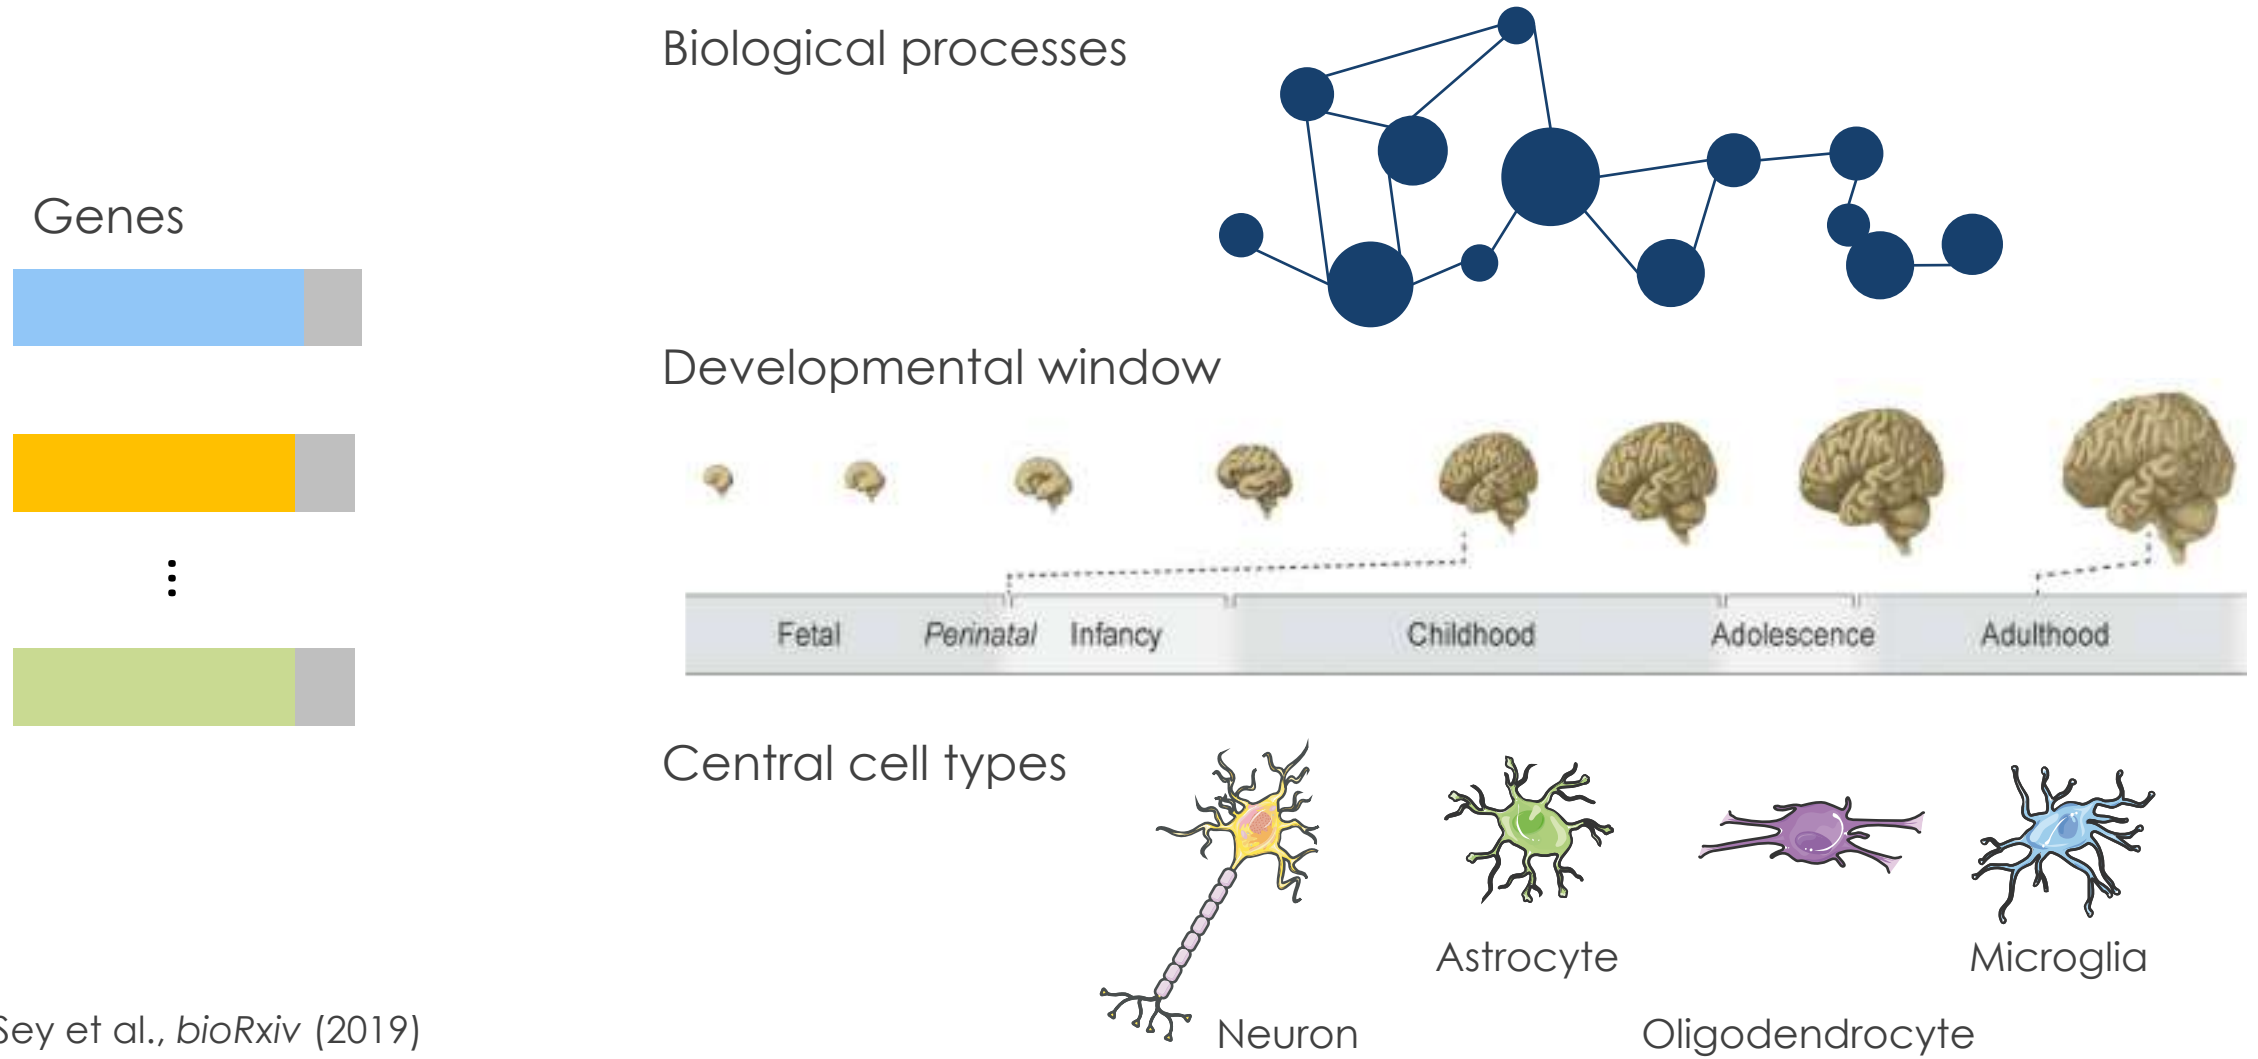 Biological processes
Genes
Developmental window
Fetal Perinatal Infancy Childhood Adolescence Adulthood
Central cell types
Astrocyte
Microglia
Neuron
Oligodendrocyte
Sey et al., bioRxiv (2019)